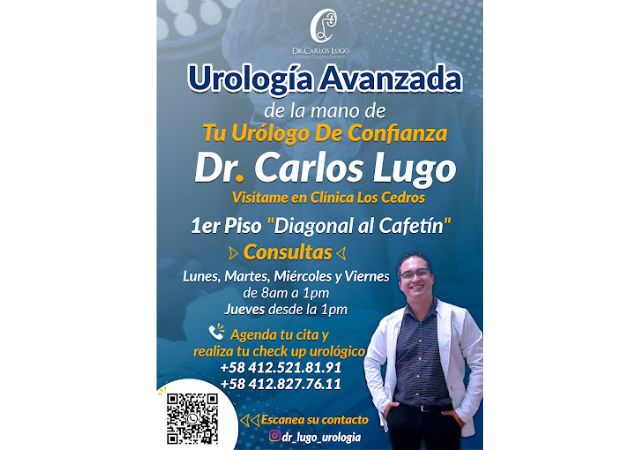 DR. CARLOS LUGO
Urología Avanzada
de la mano de
Tu Urólogo De Confianza
Dr. Carlos Lugo
Visítame en Clínica Los Cedros
1er Piso "Diagonal al Cafetín"
Consultas
Lunes, Martes, Miércoles y Viernes
de 8am a 1pm
Jueves desde la 1pm
Agenda tu cita y
realiza tu check up urológico
+58 412.521.81.91
+58 412.827.76.11
Escanea su contacto
dr_lugo_urologia